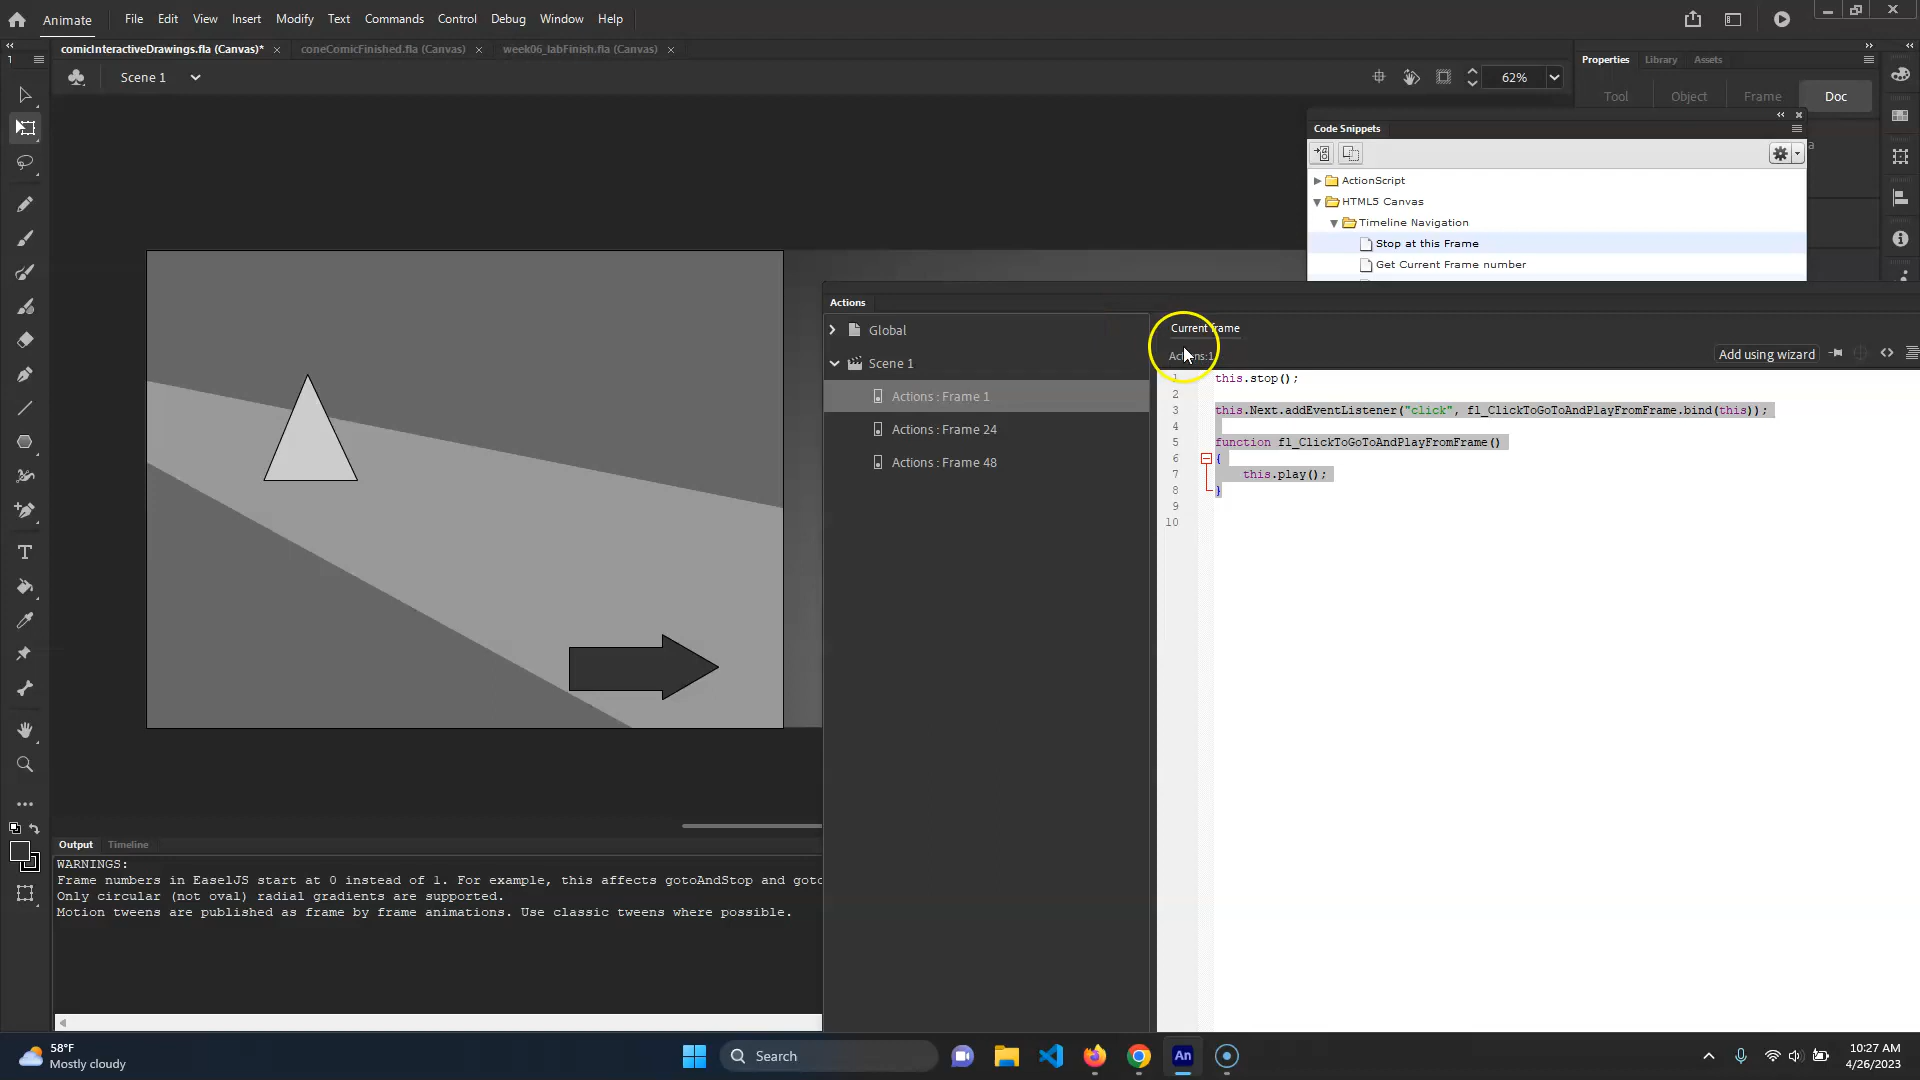 Animate File Edit View Insert Modify Text Commands Control Debug Window Help
comicInteractiveDrawings.fla (Canvas)* × coneComicFinished.fla (Canvas) × week06_labFinish.fla (Canvas) ×
1
Scene 1
62%
Properties Library Assets
Tool Object Frame Doc
Code Snippets
a
ActionScript
HTML5 Canvas
Timeline Navigation
Stop at this Frame
Get Current Frame number
Actions
Global
Scene 1
Actions : Frame 1
Actions : Frame 24
Actions : Frame 48
Current frame
Actions:1
Add using wizard
1 this.stop();
2
3 this.Next.addEventListener("click", fl_ClickToGoToAndPlayFromFrame.bind(this));
4
5 function fl_ClickToGoToAndPlayFromFrame()
6 {
7 this.play();
8 }
9
10
Output Timeline
WARNINGS:
Frame numbers in EaselJS start at 0 instead of 1. For example, this affects gotoAndStop and goto
Only circular (not oval) radial gradients are supported.
Motion tweens are published as frame by frame animations. Use classic tweens where possible.
58°F
Mostly cloudy
Search
An
10:27 AM
4/26/2023